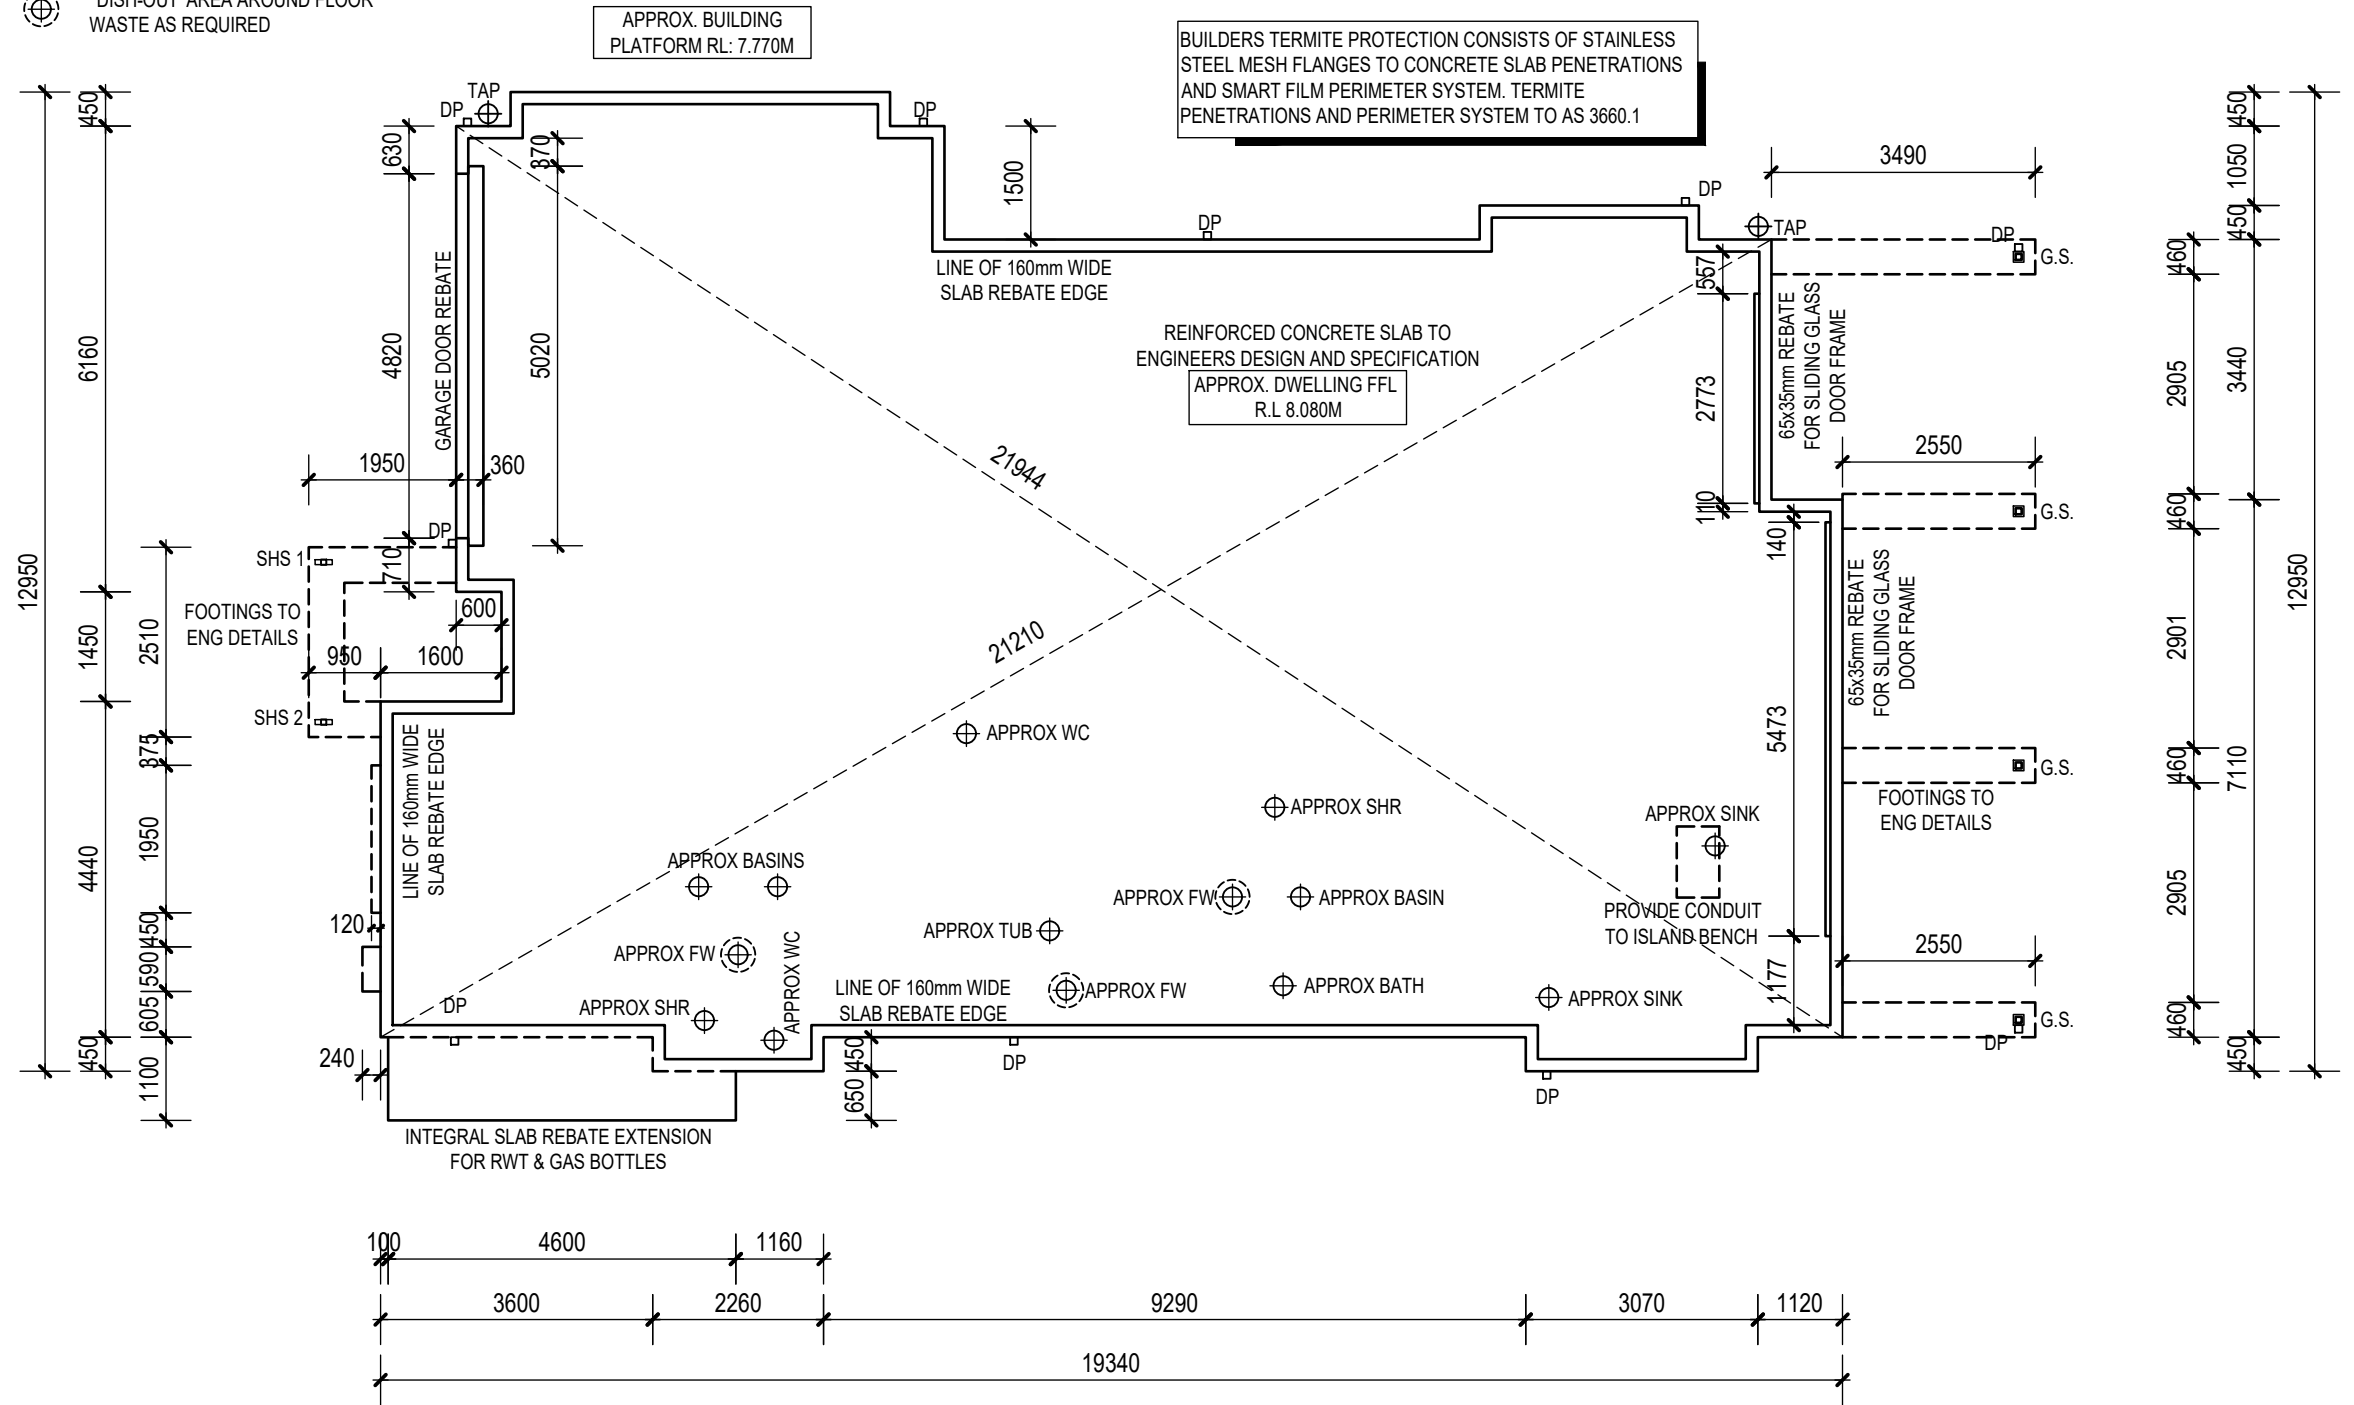 "DISH-OUT" AREA AROUND FLOOR
WASTE AS REQUIRED
APPROX. BUILDING
PLATFORM RL: 7.770M
BUILDERS TERMITE PROTECTION CONSISTS OF STAINLESS
STEEL MESH FLANGES TO CONCRETE SLAB PENETRATIONS
AND SMART FILM PERIMETER SYSTEM. TERMITE
PENETRATIONS AND PERIMETER SYSTEM TO AS 3660.1
TAP
DP
DP
DP
DP
TAP
DP
G.S.
3490
450
630
370
1500
450
1050
450
12950
6160
4820
GARAGE DOOR REBATE
5020
LINE OF 160mm WIDE
SLAB REBATE EDGE
REINFORCED CONCRETE SLAB TO
ENGINEERS DESIGN AND SPECIFICATION
APPROX. DWELLING FFL
R.L 8.080M
557
2773
110
65x35mm REBATE
FOR SLIDING GLASS
DOOR FRAME
460
2905
3440
12950
1950
360
21944
21210
2550
DP
710
SHS 1
FOOTINGS TO
ENG DETAILS
600
950
1600
SHS 2
1450
2510
140
65x35mm REBATE
FOR SLIDING GLASS
DOOR FRAME
460
G.S.
2901
5473
375
1950
4440
450
590
605
450
1100
120
240
LINE OF 160mm WIDE
SLAB REBATE EDGE
APPROX WC
APPROX SHR
APPROX SINK
460
G.S.
7110
FOOTINGS TO
ENG DETAILS
APPROX BASINS
APPROX FW
APPROX BASIN
PROVIDE CONDUIT
TO ISLAND BENCH
APPROX TUB
APPROX FW
APPROX WC
2905
2550
1177
LINE OF 160mm WIDE
SLAB REBATE EDGE
APPROX FW
APPROX BATH
APPROX SINK
APPROX SHR
DP
460
G.S.
DP
450
450
650
DP
DP
INTEGRAL SLAB REBATE EXTENSION
FOR RWT & GAS BOTTLES
100
4600
1160
3600
2260
9290
3070
1120
19340